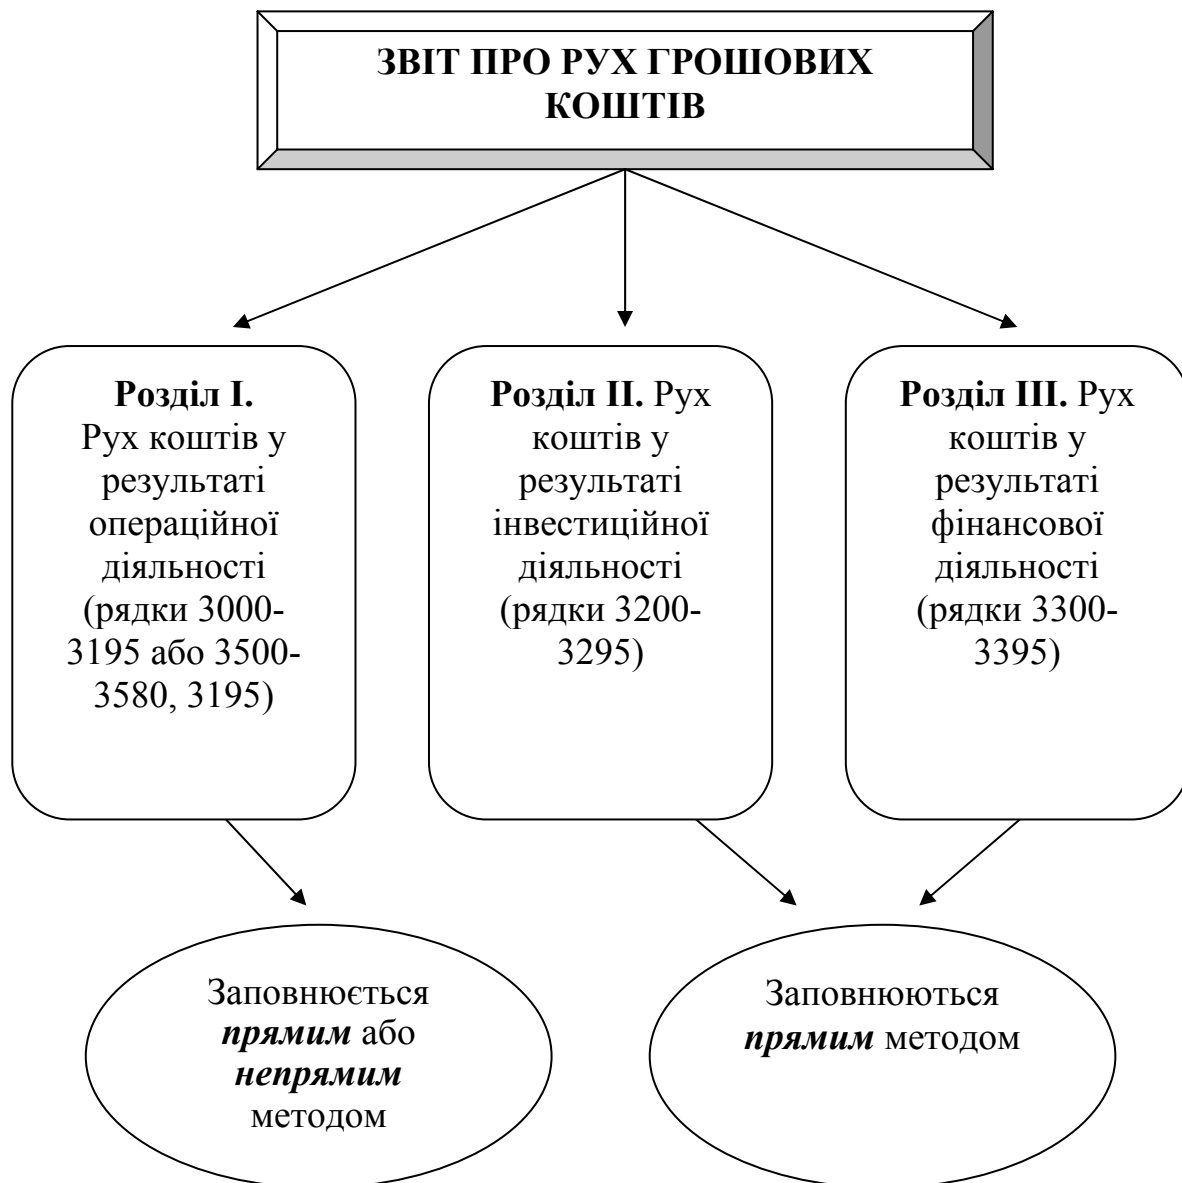 ЗВІТ ПРО РУХ ГРОШОВИХ
КОШТІВ
Розділ І.
Рух коштів у
результаті
операційної
діяльності
(рядки 3000-
3195 або 3500-
3580, 3195)
Розділ ІІ. Рух
коштів у
результаті
інвестиційної
діяльності
(рядки 3200-
3295)
Розділ ІІІ. Рух
коштів у
результаті
фінансової
діяльності
(рядки 3300-
3395)
Заповнюється
прямим або
непрямим
методом
Заповнюються
прямим методом